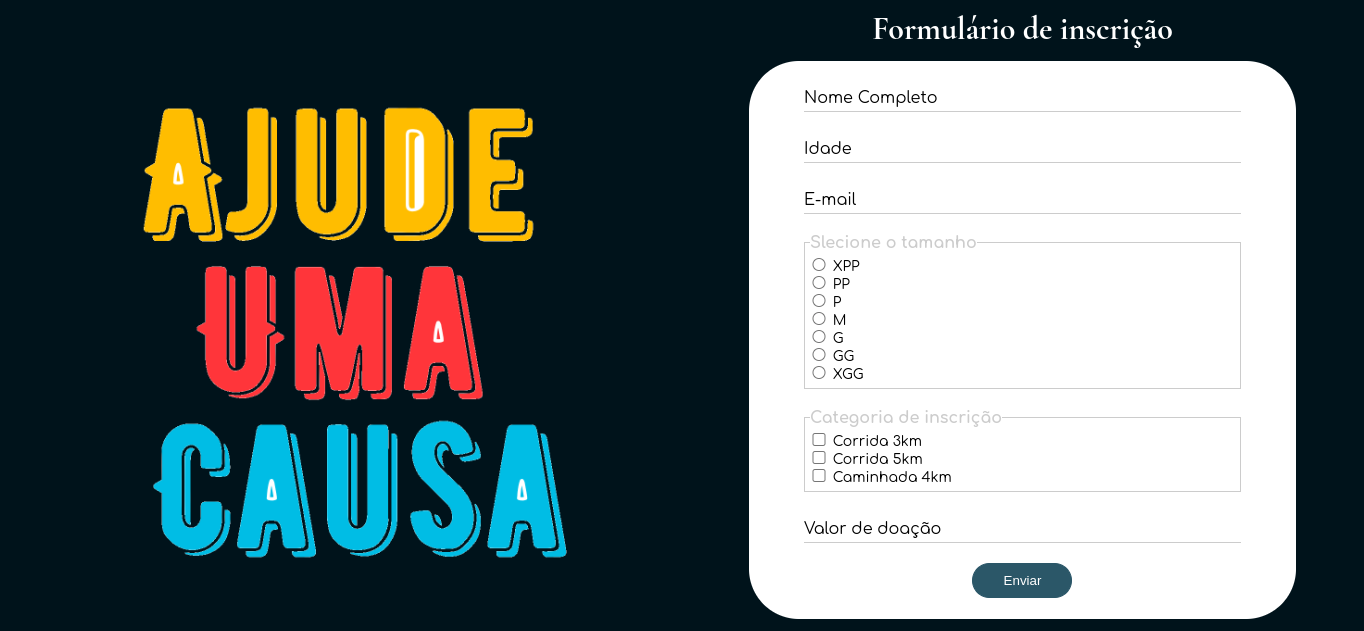 AJUDE
UMA
CAUSA
Formulário de inscrição
Nome Completo
Idade
E-mail
Slecione o tamanho
XPP
PP
P
M
G
GG
XGG
Categoria de inscrição
Corrida 3km
Corrida 5km
Caminhada 4km
Valor de doação
Enviar